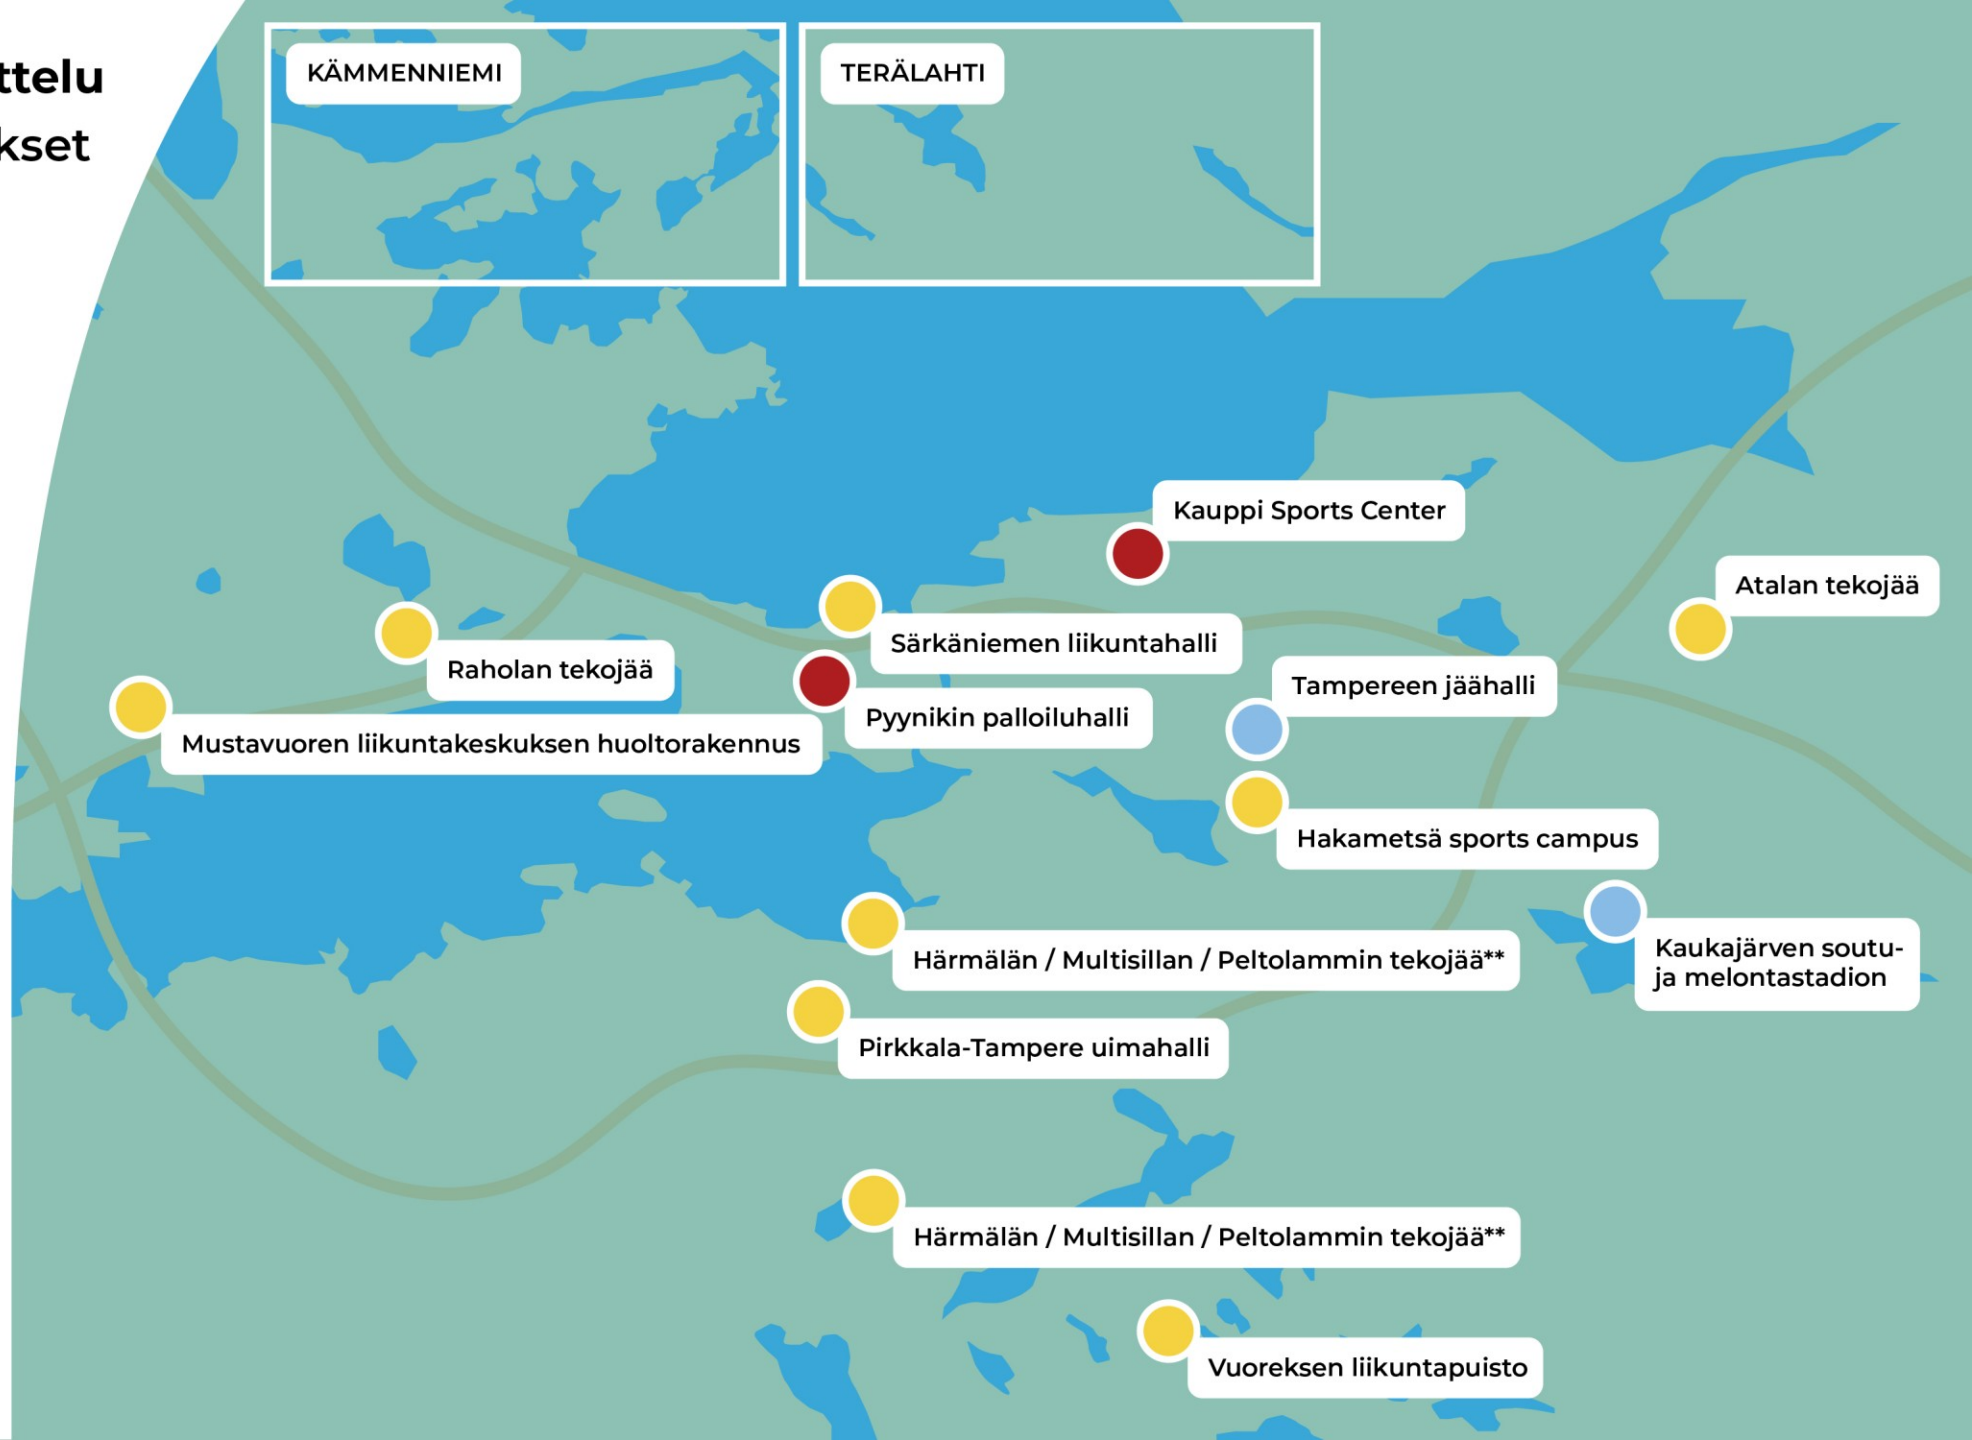 ttelu
kset
KÄMMENNIEMI
TERÄLAHTI
Kauppi Sports Center
Atalan tekojää
Särkäniemen liikuntahalli
Raholan tekojää
Tampereen jäähalli
Pyynikin palloiluhalli
Mustavuoren liikuntakeskuksen huoltorakennus
Hakametsä sports campus
Kaukajärven soutu-
ja melontastadion
Härmälän / Multisillan / Peltolammin tekojää**
Pirkkala-Tampere uimahalli
Härmälän / Multisillan / Peltolammin tekojää**
Vuoreksen liikuntapuisto